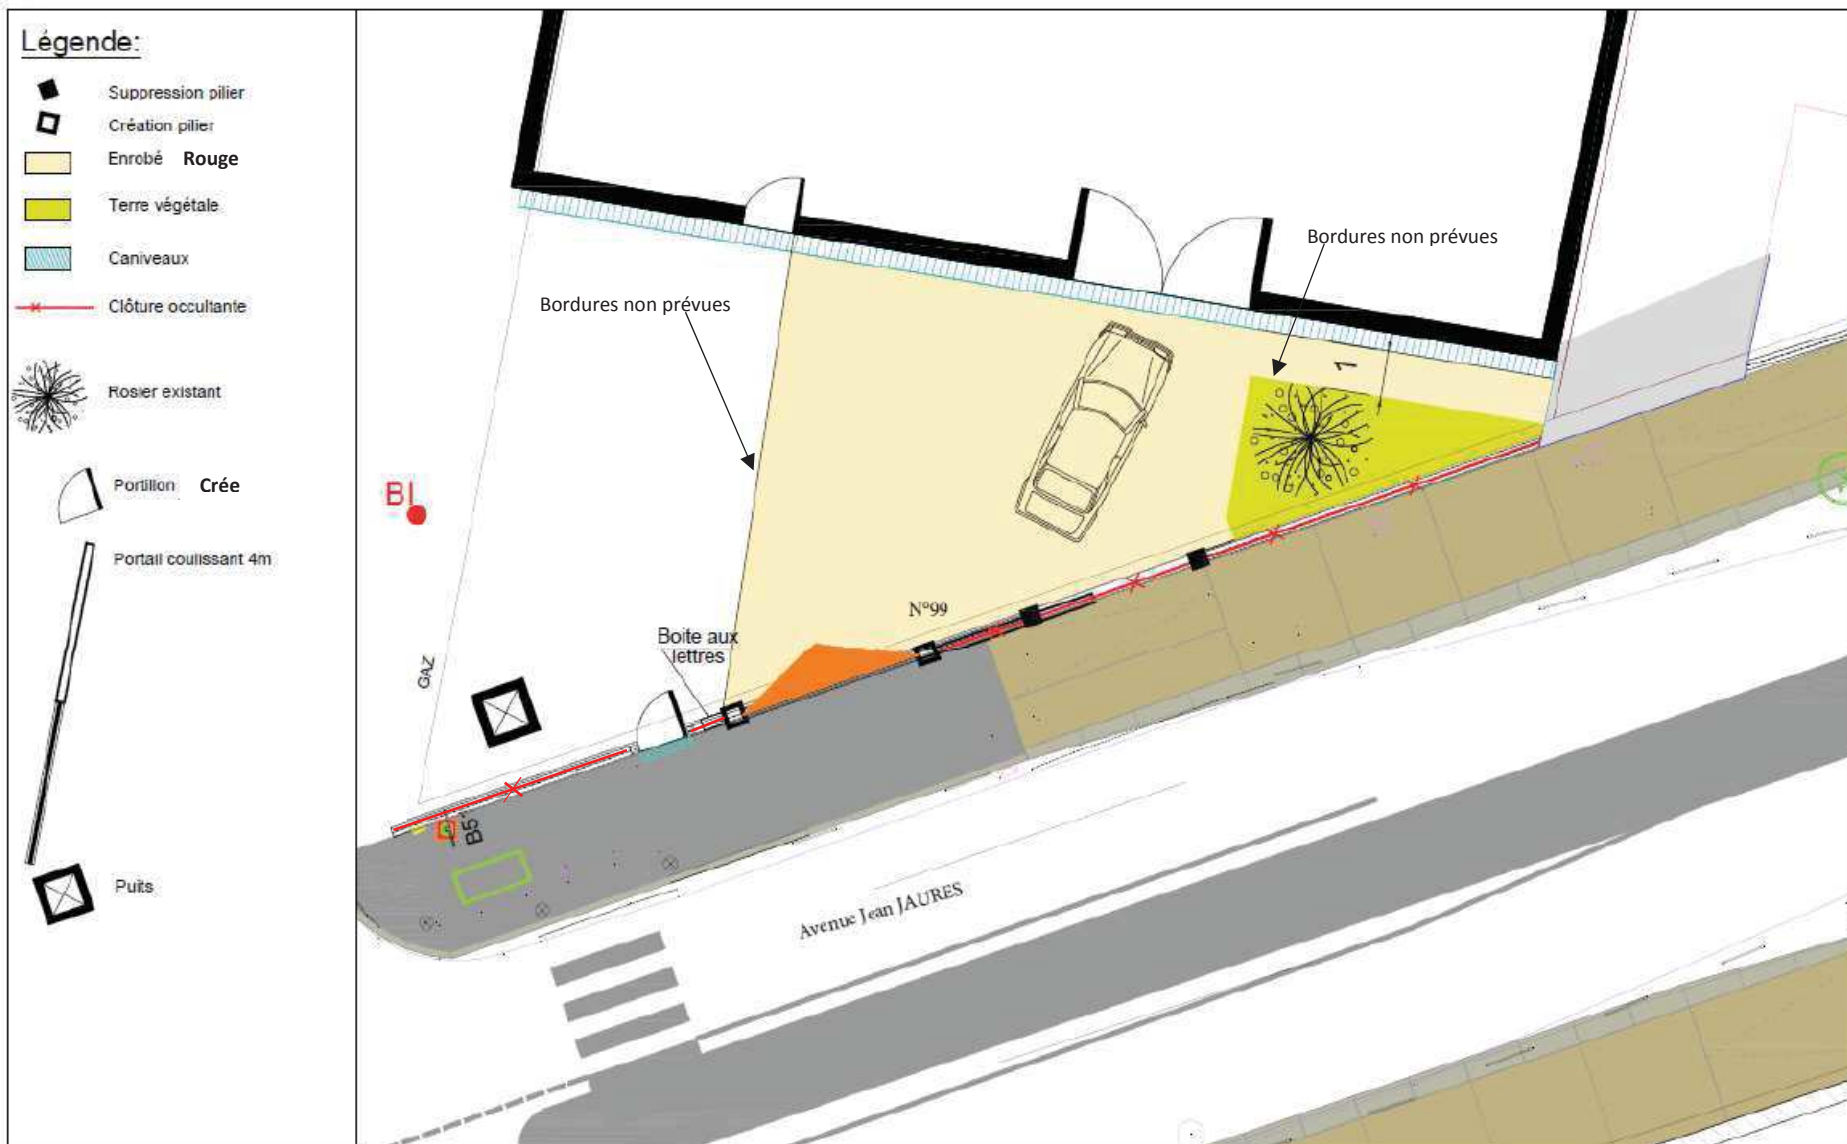 Légende:
Suppression pilier
Création pilier
Enrobé Rouge
Terre végétale
Caniveaux
Clôture occultante
Rosier existant
Portillon Crée
Portail coulissant 4m
Puits
Bordures non prévues
Bordures non prévues
1
BI
N°99
Boite aux
lettres
GAZ
B5
Avenue Jean JAURES